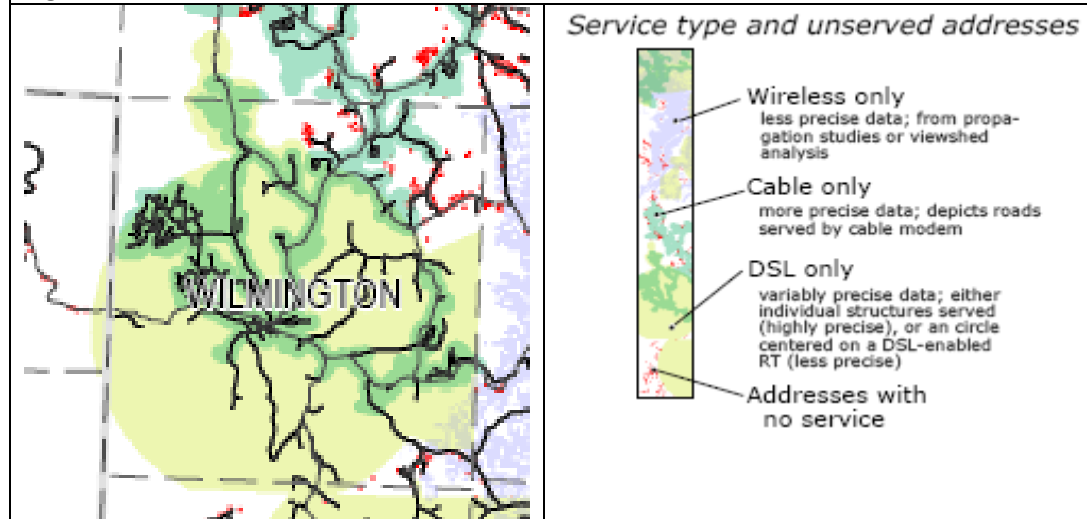 Service type and unserved addresses
WILMINGTON
Wireless only
less precise data; from propa-
gation studies or viewshed
analysis
Cable only
more precise data; depicts roads
served by cable modem
DSL only
variably precise data; either
individual structures served
(highly precise), or an circle
centered on a DSL-enabled
RT (less precise)
Addresses with
no service